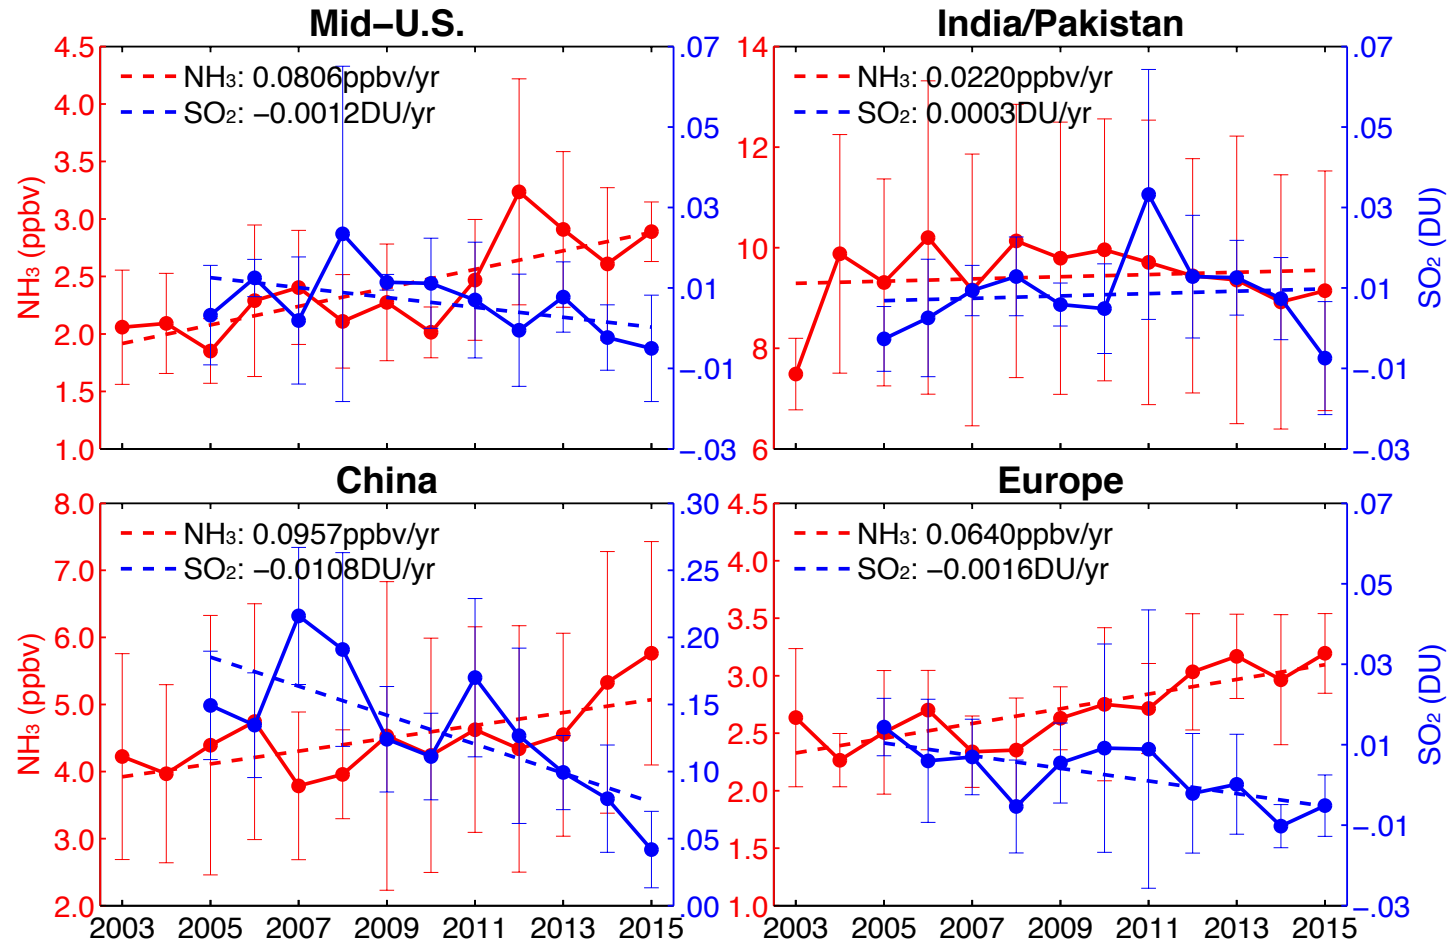 Mid–U.S.
India/Pakistan
4.5 .07 14 .07
NH3: 0.0806ppbv/yr
NH3: 0.0220ppbv/yr
4.0
SO2: –0.0012DU/yr
SO2: 0.0003DU/yr
.05 12 .05
3.5
NH3 (ppbv)
3.0 .03 10 .03
SO2 (DU)
2.5
.01 .01
2.0
8
1.5 –.01 –.01
1.0 –.03 6 –.03
China
Europe
8.0 .30 4.5 .07
NH3: 0.0957ppbv/yr
NH3: 0.0640ppbv/yr
SO2: –0.0108DU/yr
SO2: –0.0016DU/yr
7.0 .25 4.0 .05
3.5
NH3 (ppbv)
6.0 .20 3.0 .03
SO2 (DU)
5.0 .15 2.5 .01
4.0 .10 2.0
–.01
3.0 .05 1.5
2.0 .00 1.0 –.03
2003 2005 2007 2009 2011 2013 2015 2003 2005 2007 2009 2011 2013 2015